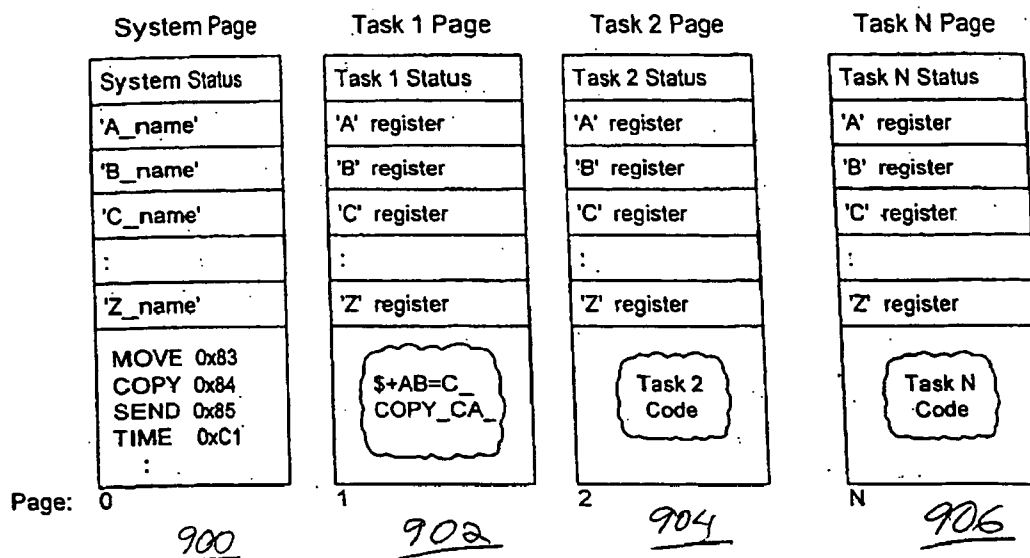 System Page
System Status
'A_name'
'B_name'
'C_name'
:
'Z_name'
MOVE 0x83
COPY 0x84
SEND 0x85
TIME 0xC1
:
Task 1 Page
Task 1 Status
'A' register
'B' register
'C' register
:
'Z' register
$+AB=C_
COPY_CA_
Task 2 Page
Task 2 Status
'A' register
'B' register
'C' register
:
'Z' register
Task 2
Code
Task N Page
Task N Status
'A' register
'B' register
'C' register
:
'Z' register
Task N
Code
Page: 0 1 2 N
900 902 904 906